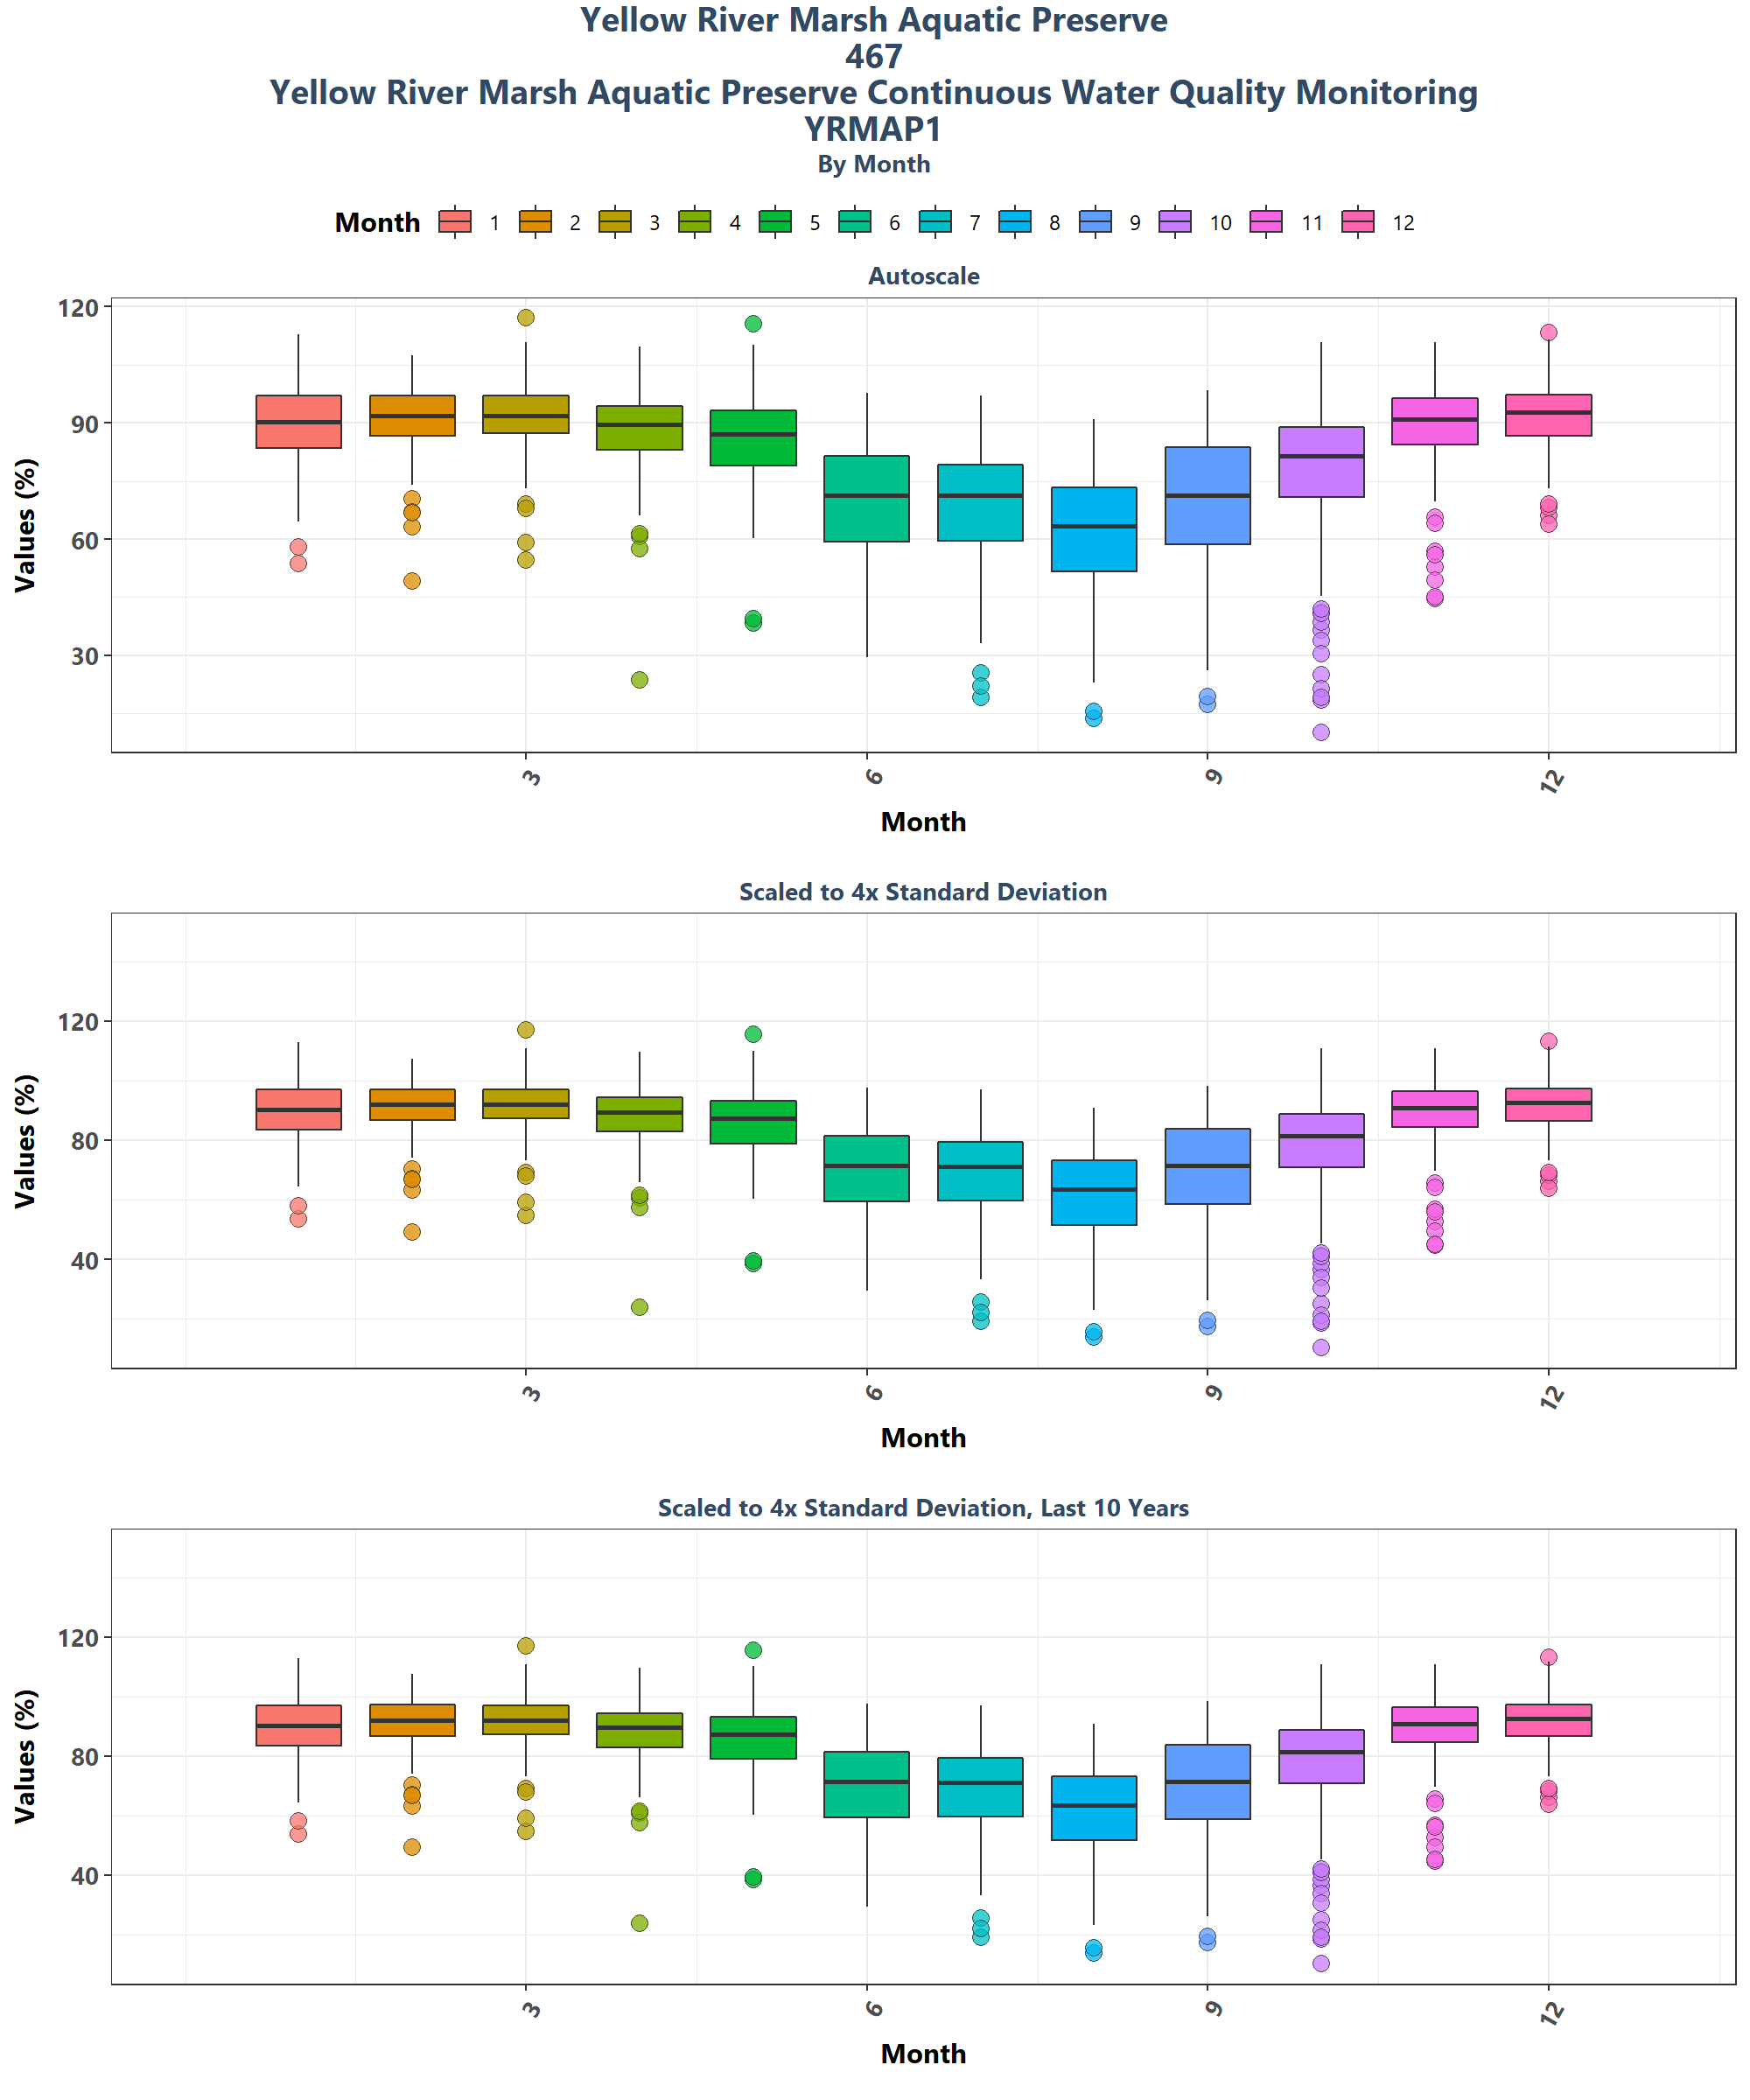 Yellow River Marsh Aquatic Preserve
467
Yellow River Marsh Aquatic Preserve Continuous Water Quality Monitoring
YRMAP1
By Month
Month 1 2 3 4 5 6 7 8 9 10 11 12
Autoscale
Values (%)
120
90
60
30
3 6 9 12
Month
Scaled to 4x Standard Deviation
Values (%)
120
80
40
3 6 9 12
Month
Scaled to 4x Standard Deviation, Last 10 Years
Values (%)
120
80
40
3 6 9 12
Month